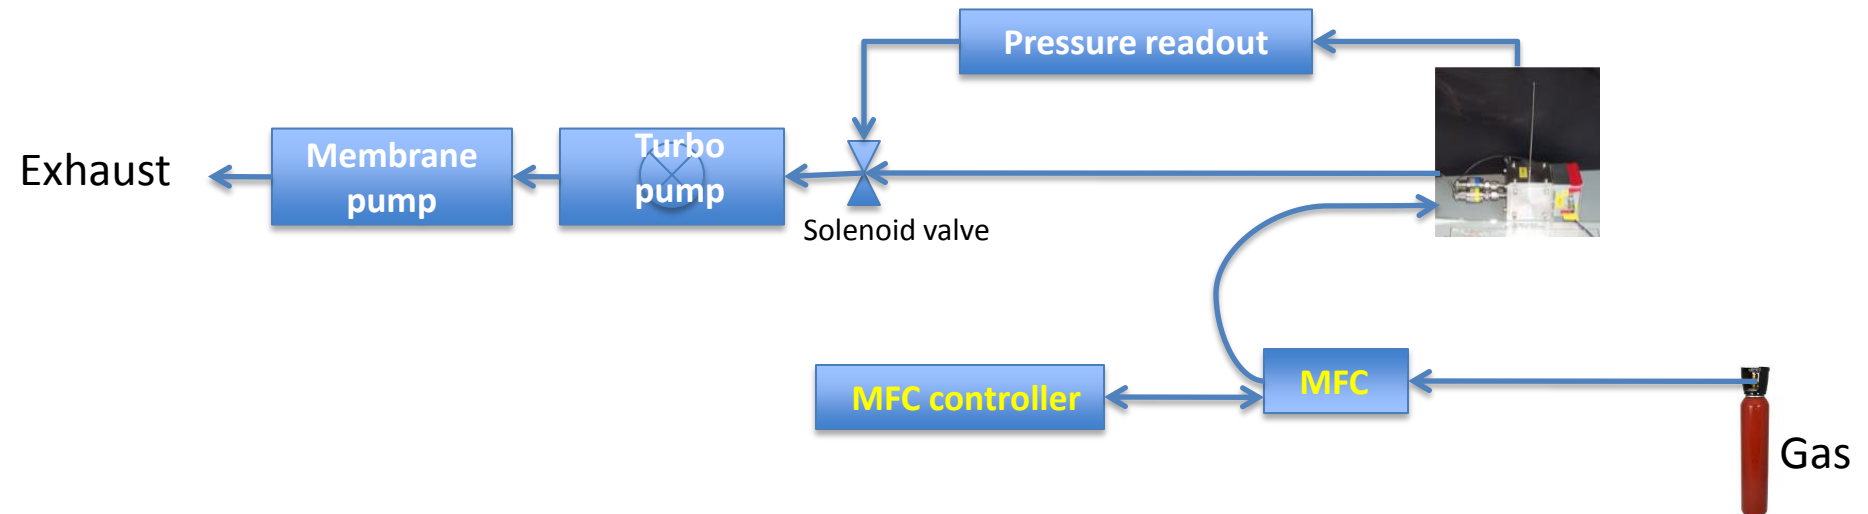 Pressure readout
Exhaust
Membrane
pump
Turbo
pump
Solenoid valve
MFC controller
MFC
Gas